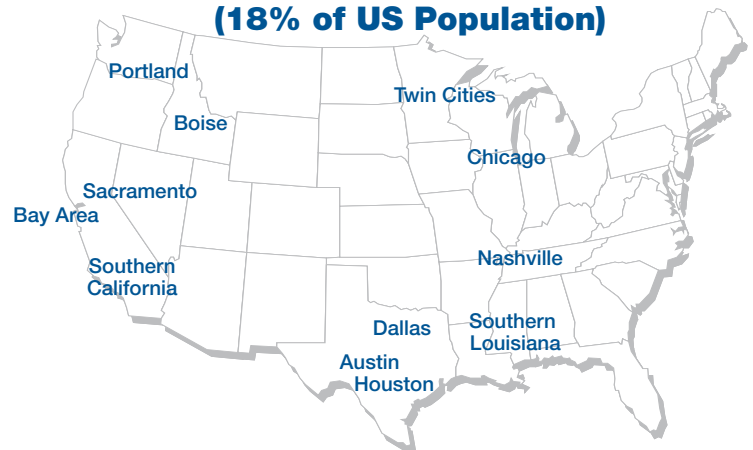 (18% of US Population)
Portland
Twin Cities
Boise
Chicago
Sacramento
Bay Area
Nashville
Southern
California
Southern
Louisiana
Dallas
Austin
Houston